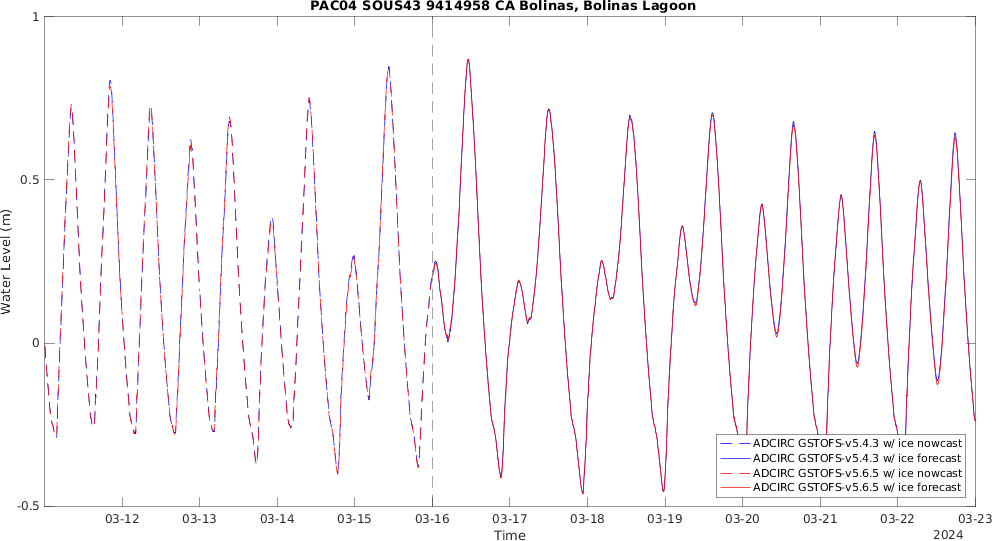 PAC04 SOUS43 9414958 CA Bolinas, Bolinas Lagoon
Water Level (m)
1
0.5
0
-0.5
ADCIRC GSTOFS-v5.4.3 w/ ice nowcast
ADCIRC GSTOFS-v5.4.3 w/ ice forecast
ADCIRC GSTOFS-v5.6.5 w/ ice nowcast
ADCIRC GSTOFS-v5.6.5 w/ ice forecast
03-12 03-13 03-14 03-15 03-16 03-17 03-18 03-19 03-20 03-21 03-22 03-23
Time
2024